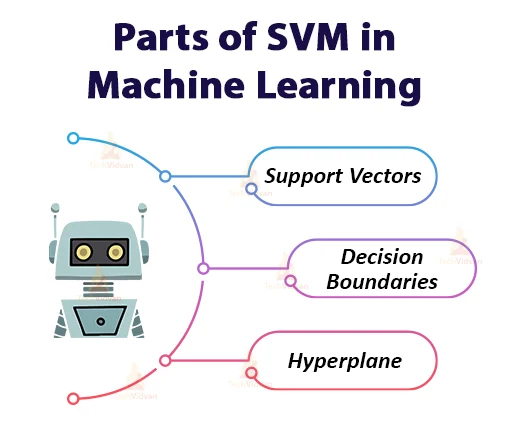 Parts of SVM in
Machine Learning
Support Vectors
Decision
Boundaries
Hyperplane